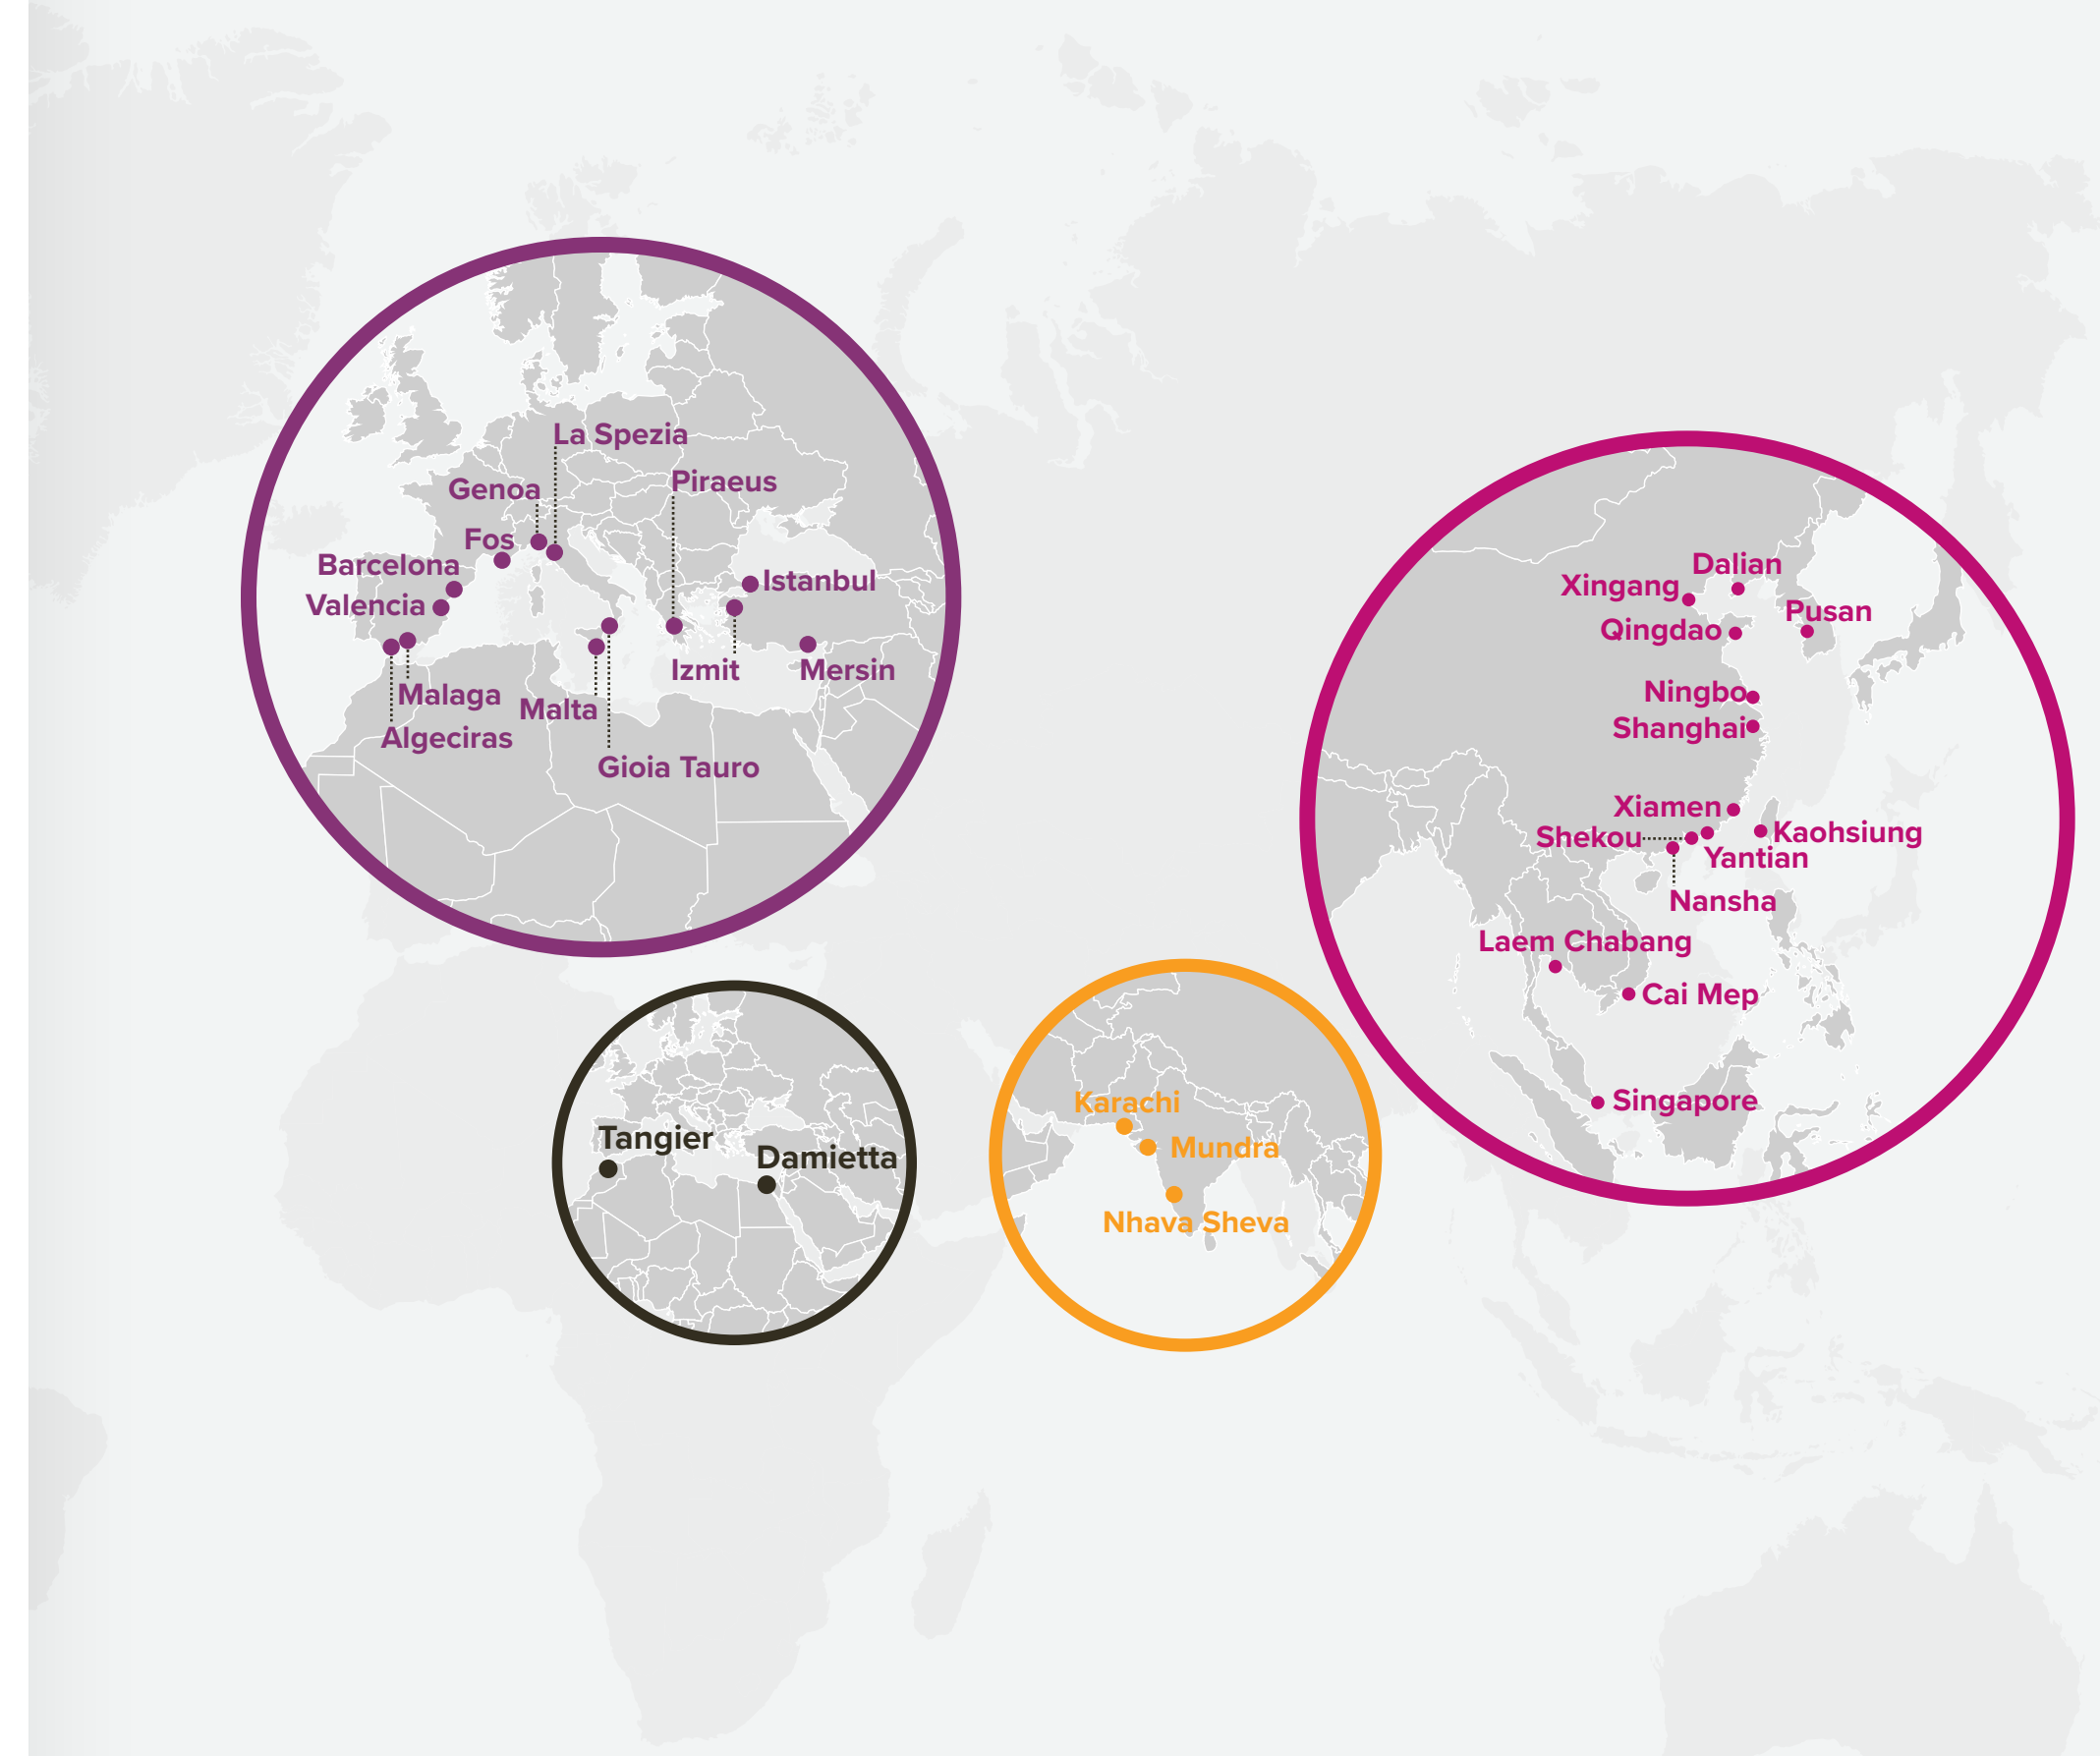 La Spezia
Piraeus
Genoa
Fos
Barcelona
Istanbul
Valencia
Izmit
Mersin
Malaga
Malta
Algeciras
Gioia Tauro
Tangier
Damietta
Karachi
Mundra
Nhava Sheva
Dalian
Xingang
Pusan
Qingdao
Ningbo
Shanghai
Xiamen
Kaohsiung
Shekou
Yantian
Nansha
Laem Chabang
Cai Mep
Singapore